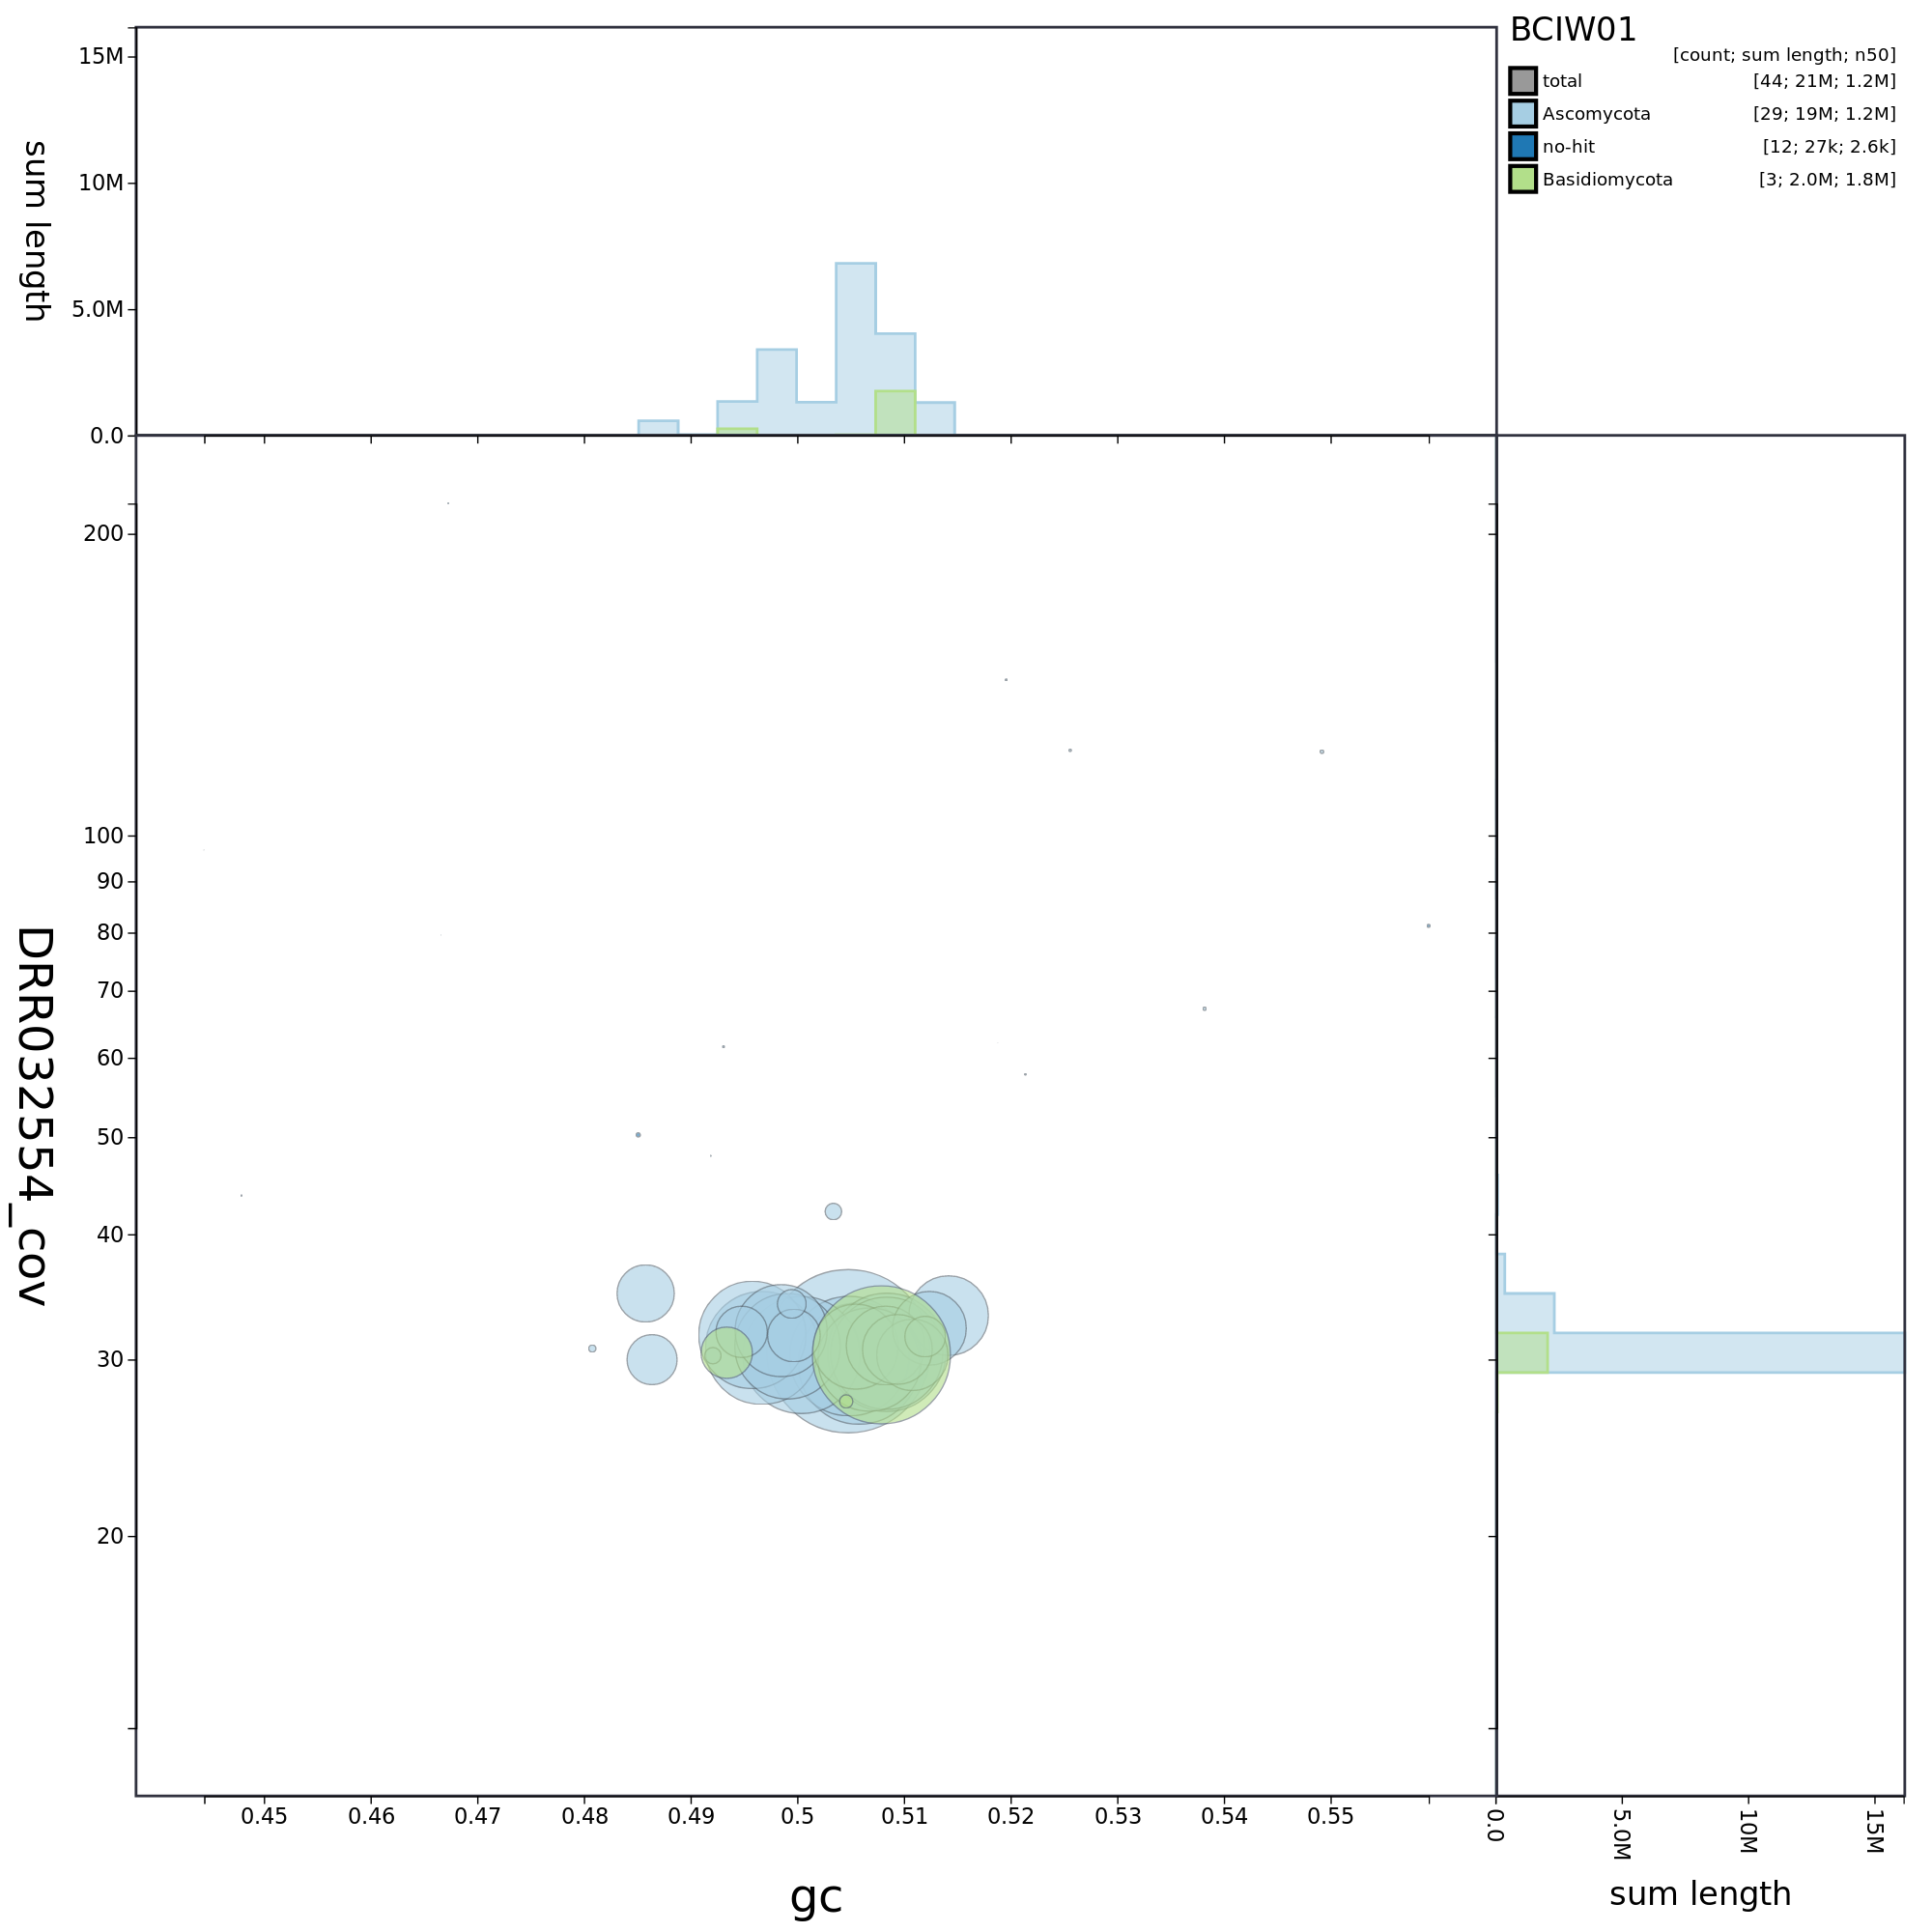 BCIW01
[count; sum length; n50]
total [44; 21M; 1.2M]
Ascomycota [29; 19M; 1.2M]
no-hit [12; 27k; 2.6k]
Basidiomycota [3; 2.0M; 1.8M]
sum length
15M
10M
5.0M
0.0
DRR032554_cov
200
100
90
80
70
60
50
40
30
20
0.45 0.46 0.47 0.48 0.49 0.5 0.51 0.52 0.53 0.54 0.55
gc
0.0 5.0M 10M 15M
sum length